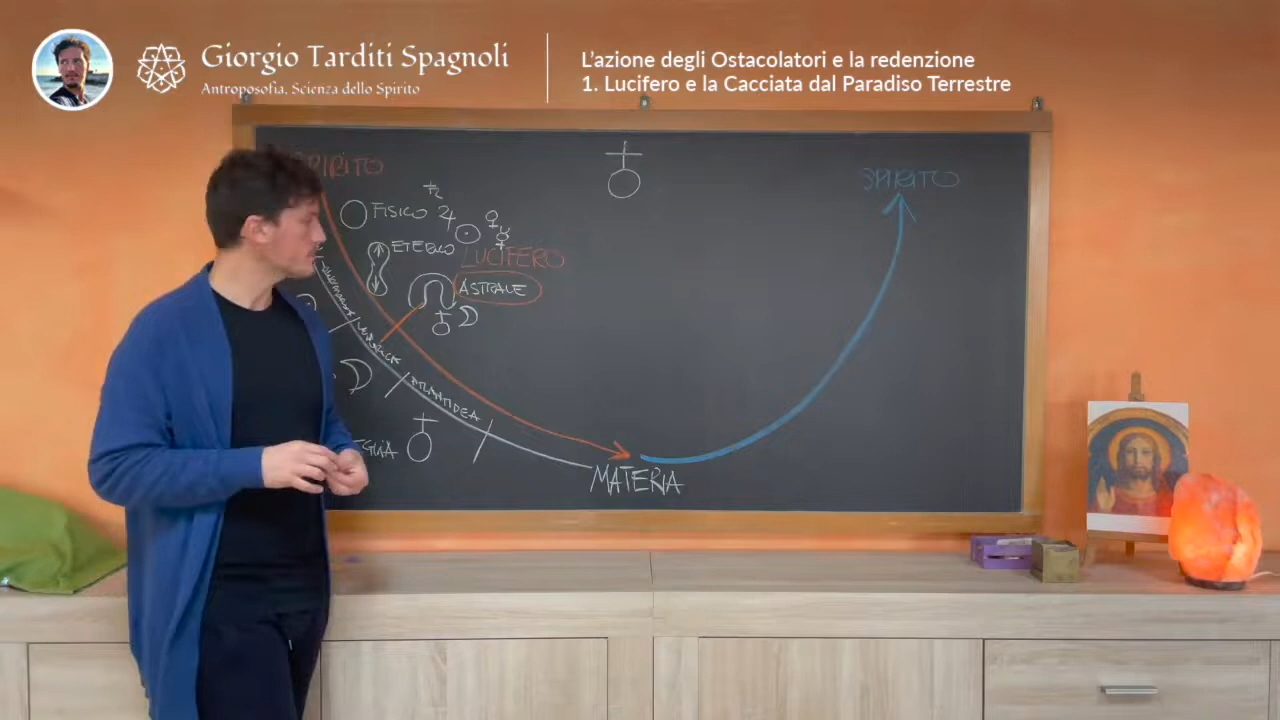 Giorgio Tarditi Spagnoli
Antroposofia, Scienza dello Spirito
L'azione degli Ostacolatori e la redenzione
1. Lucifero e la Cacciata dal Paradiso Terrestre
SPIRITO
SPIRITO
FISICO
LUCIFERO
ASTRALE
ATLANTIDEA
MATERIA